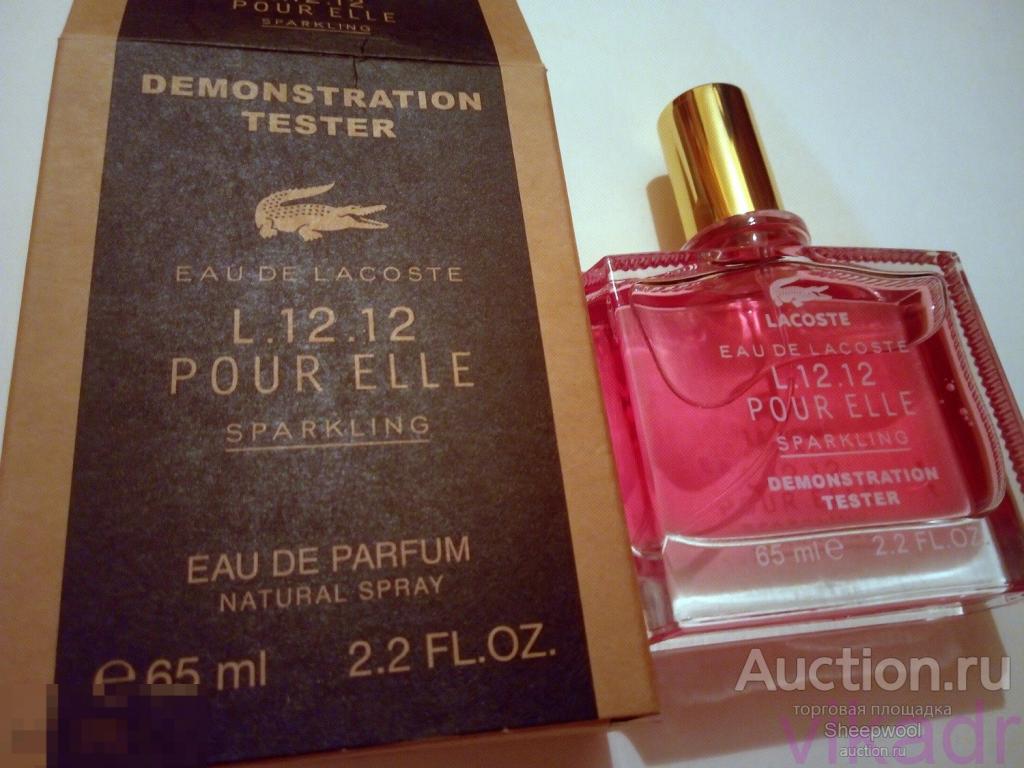 L.12.12
POUR ELLE
SPARKLING
DEMONSTRATION
TESTER
EAU DE LACOSTE
L.12.12
POUR ELLE
SPARKLING
EAU DE PARFUM
NATURAL SPRAY
e 65 ml 2.2 FL.OZ.
LACOSTE
EAU DE LACOSTE
L.12.12
POUR ELLE
SPARKLING
DEMONSTRATION
TESTER
65 ml e 2.2 FL.OZ.
Auction.ru
торговая площадка
Sheepwool
auction.ru
vikadr